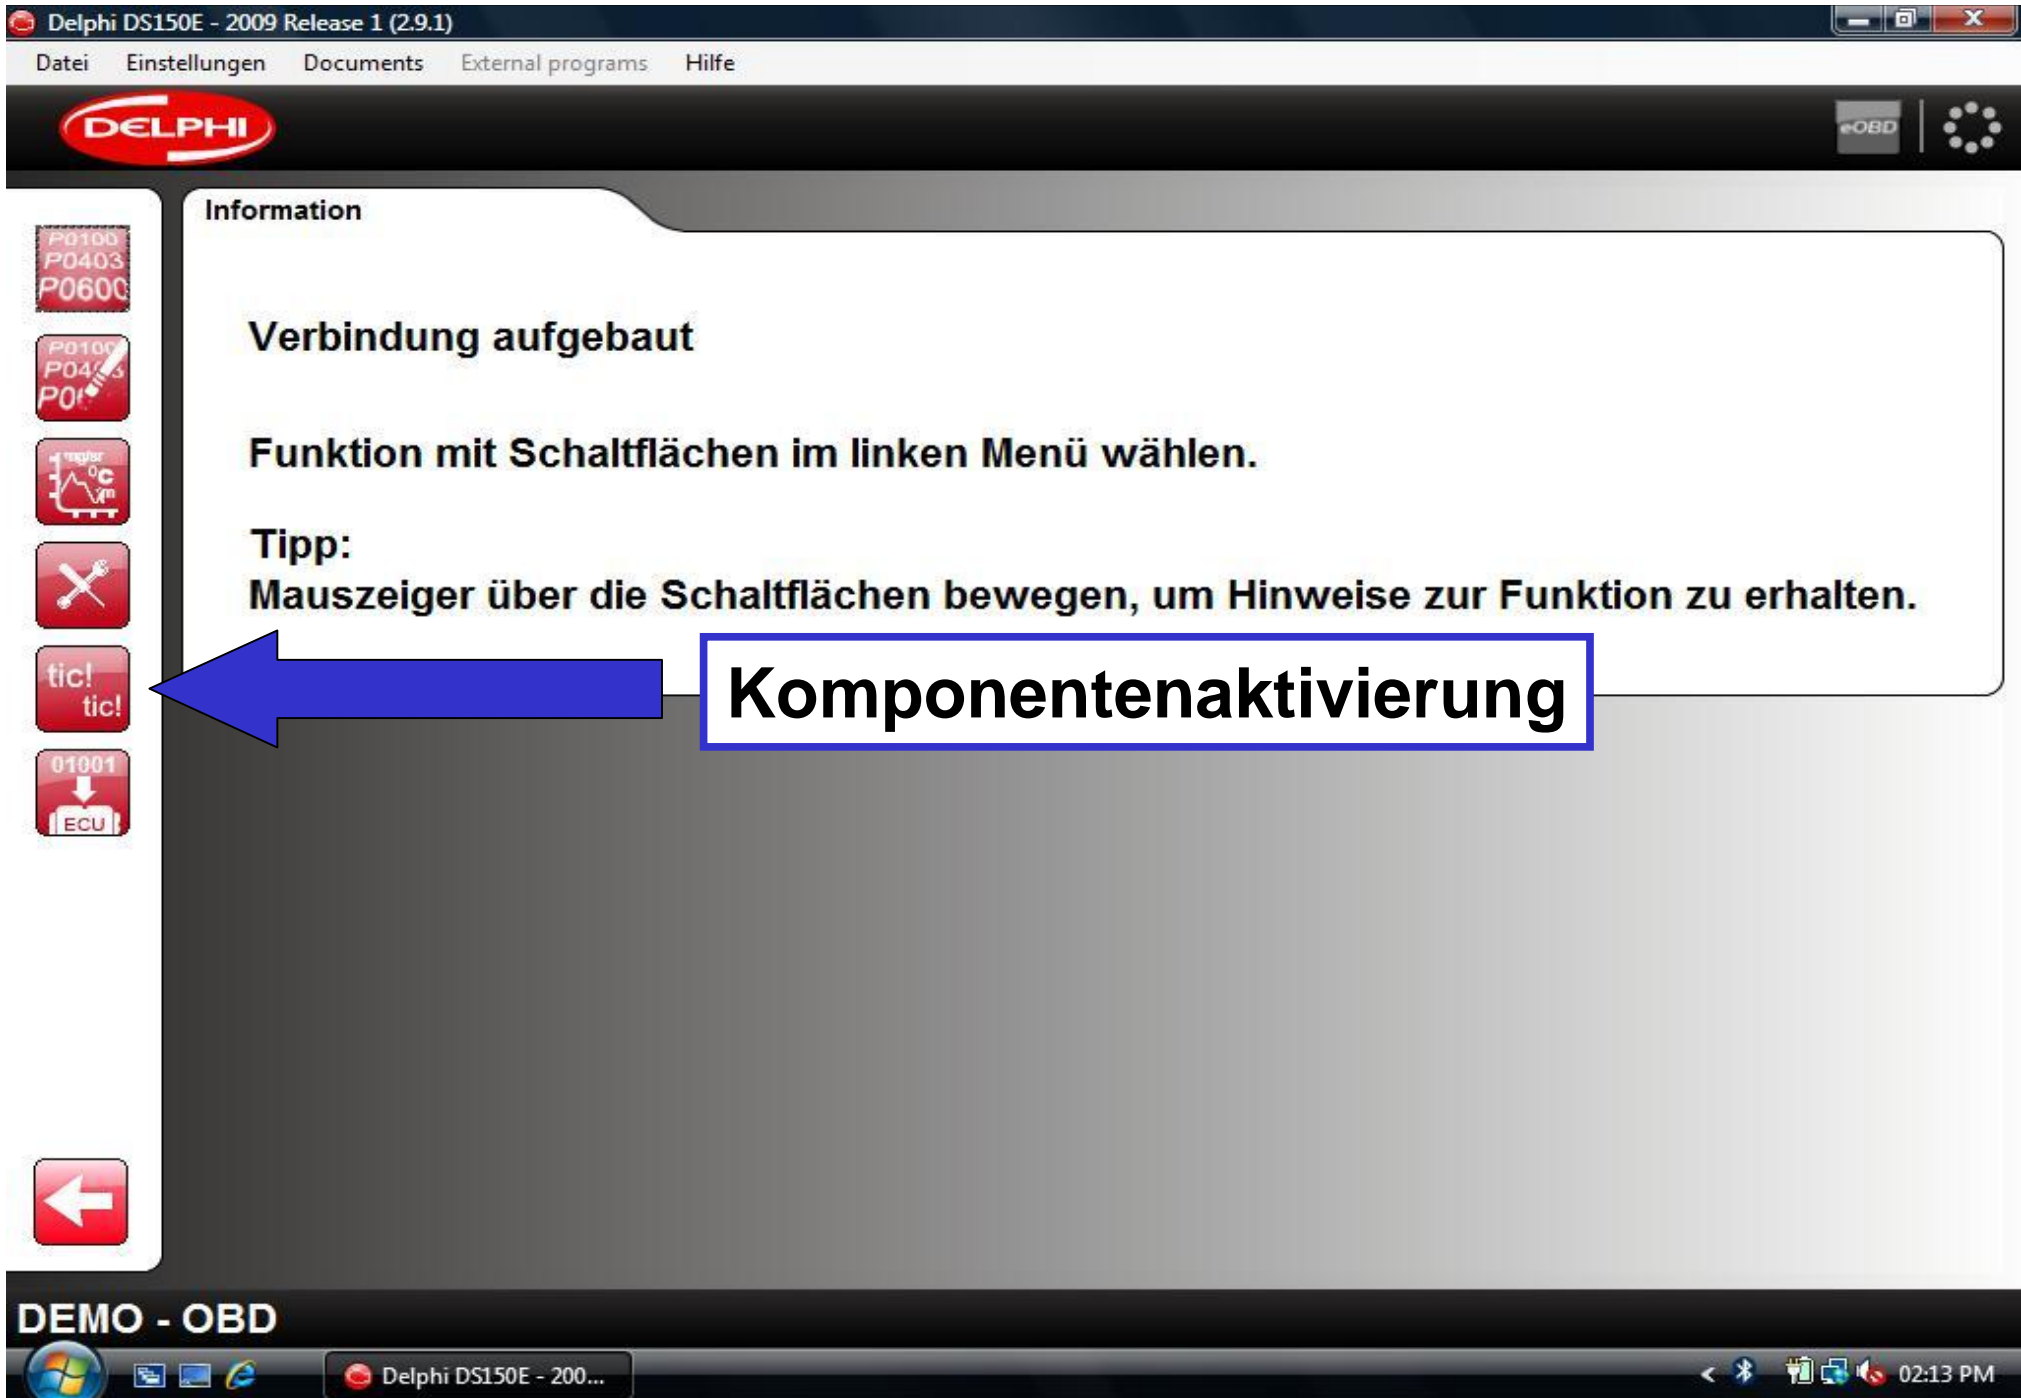 Delphi DS150E - 2009 Release 1 (2.9.1)
Datei Einstellungen Documents External programs Hilfe
DELPHI
eOBD
Information
P0100
P0403
P0600
Verbindung aufgebaut
P0100
Funktion mit Schaltflächen im linken Menü wählen.
°C
Tipp:
Mauszeiger über die Schaltflächen bewegen, um Hinweise zur Funktion zu erhalten.
tic!
tic!
Komponentenaktivierung
01001
ECU
DEMO - OBD
Delphi DS150E - 200...
02:13 PM